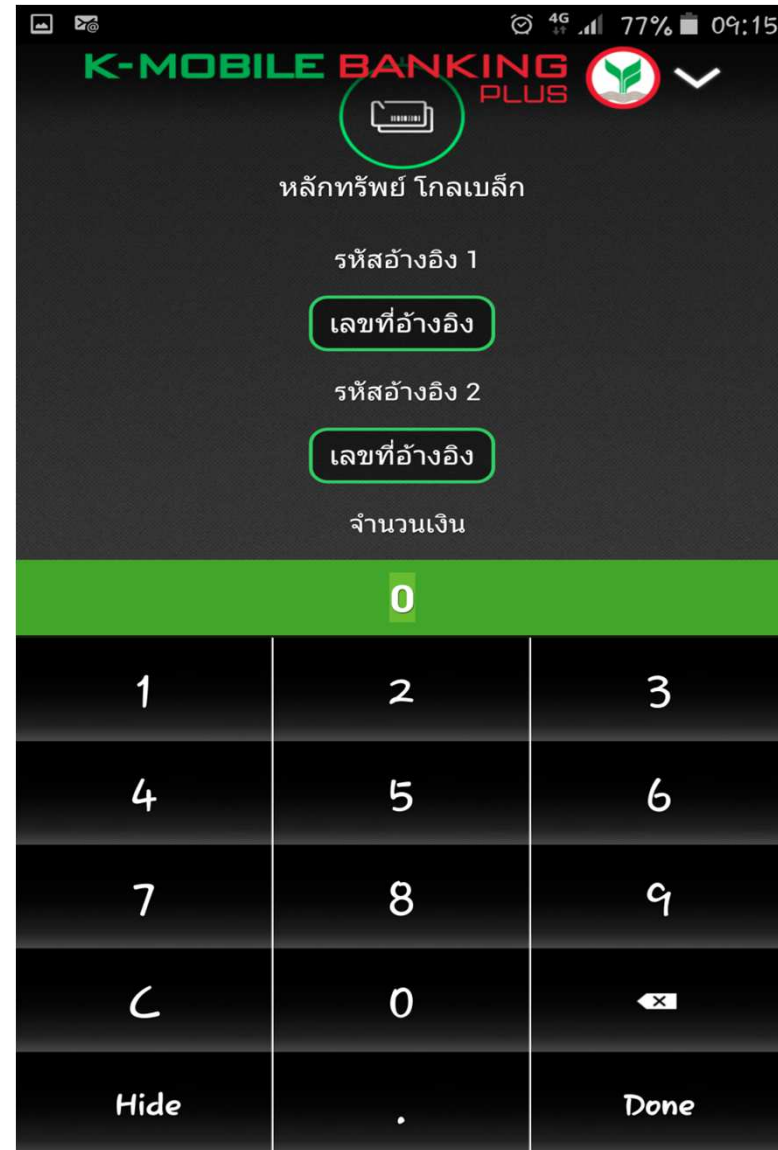 4G 77% 09:15
K-MOBILE BANKING
PLUS
หลักทรัพย์ โกลเบล็ก
รหัสอ้างอิง 1
เลขที่อ้างอิง
รหัสอ้างอิง 2
เลขที่อ้างอิง
จำนวนเงิน
0
1 2 3
4 5 6
7 8 9
C 0
Hide . Done